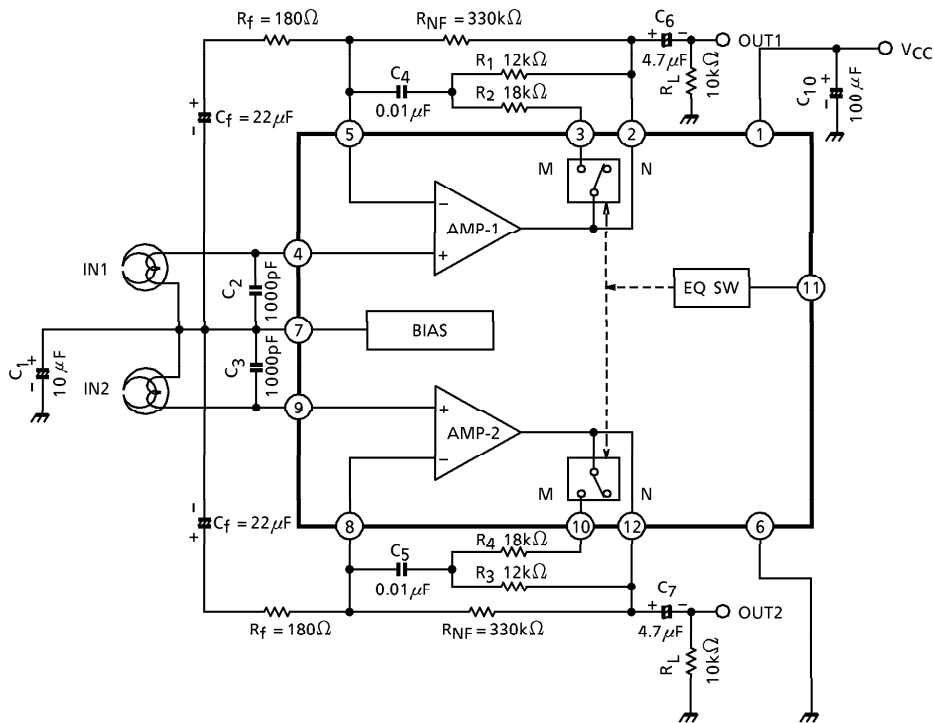 Rf = 180Ω
RNF = 330kΩ
C6
+ −
4.7µF
OUT1
RL
10kΩ
VCC
C10
+
-
100µF
C4
0.01µF
R1 12kΩ
R2 18kΩ
+
-
Cf = 22µF
5
3
2
1
M
N
−
AMP-1
+
IN1
4
C2
1000pF
EQ SW
11
C1
+
-
10µF
7
BIAS
C3
1000pF
IN2
9
+
AMP-2
−
M
N
-
+
Cf = 22µF
8
10
12
6
C5
0.01µF
R4 18kΩ
R3 12kΩ
Rf = 180Ω
RNF = 330kΩ
C7
+ −
4.7µF
OUT2
RL
10kΩ